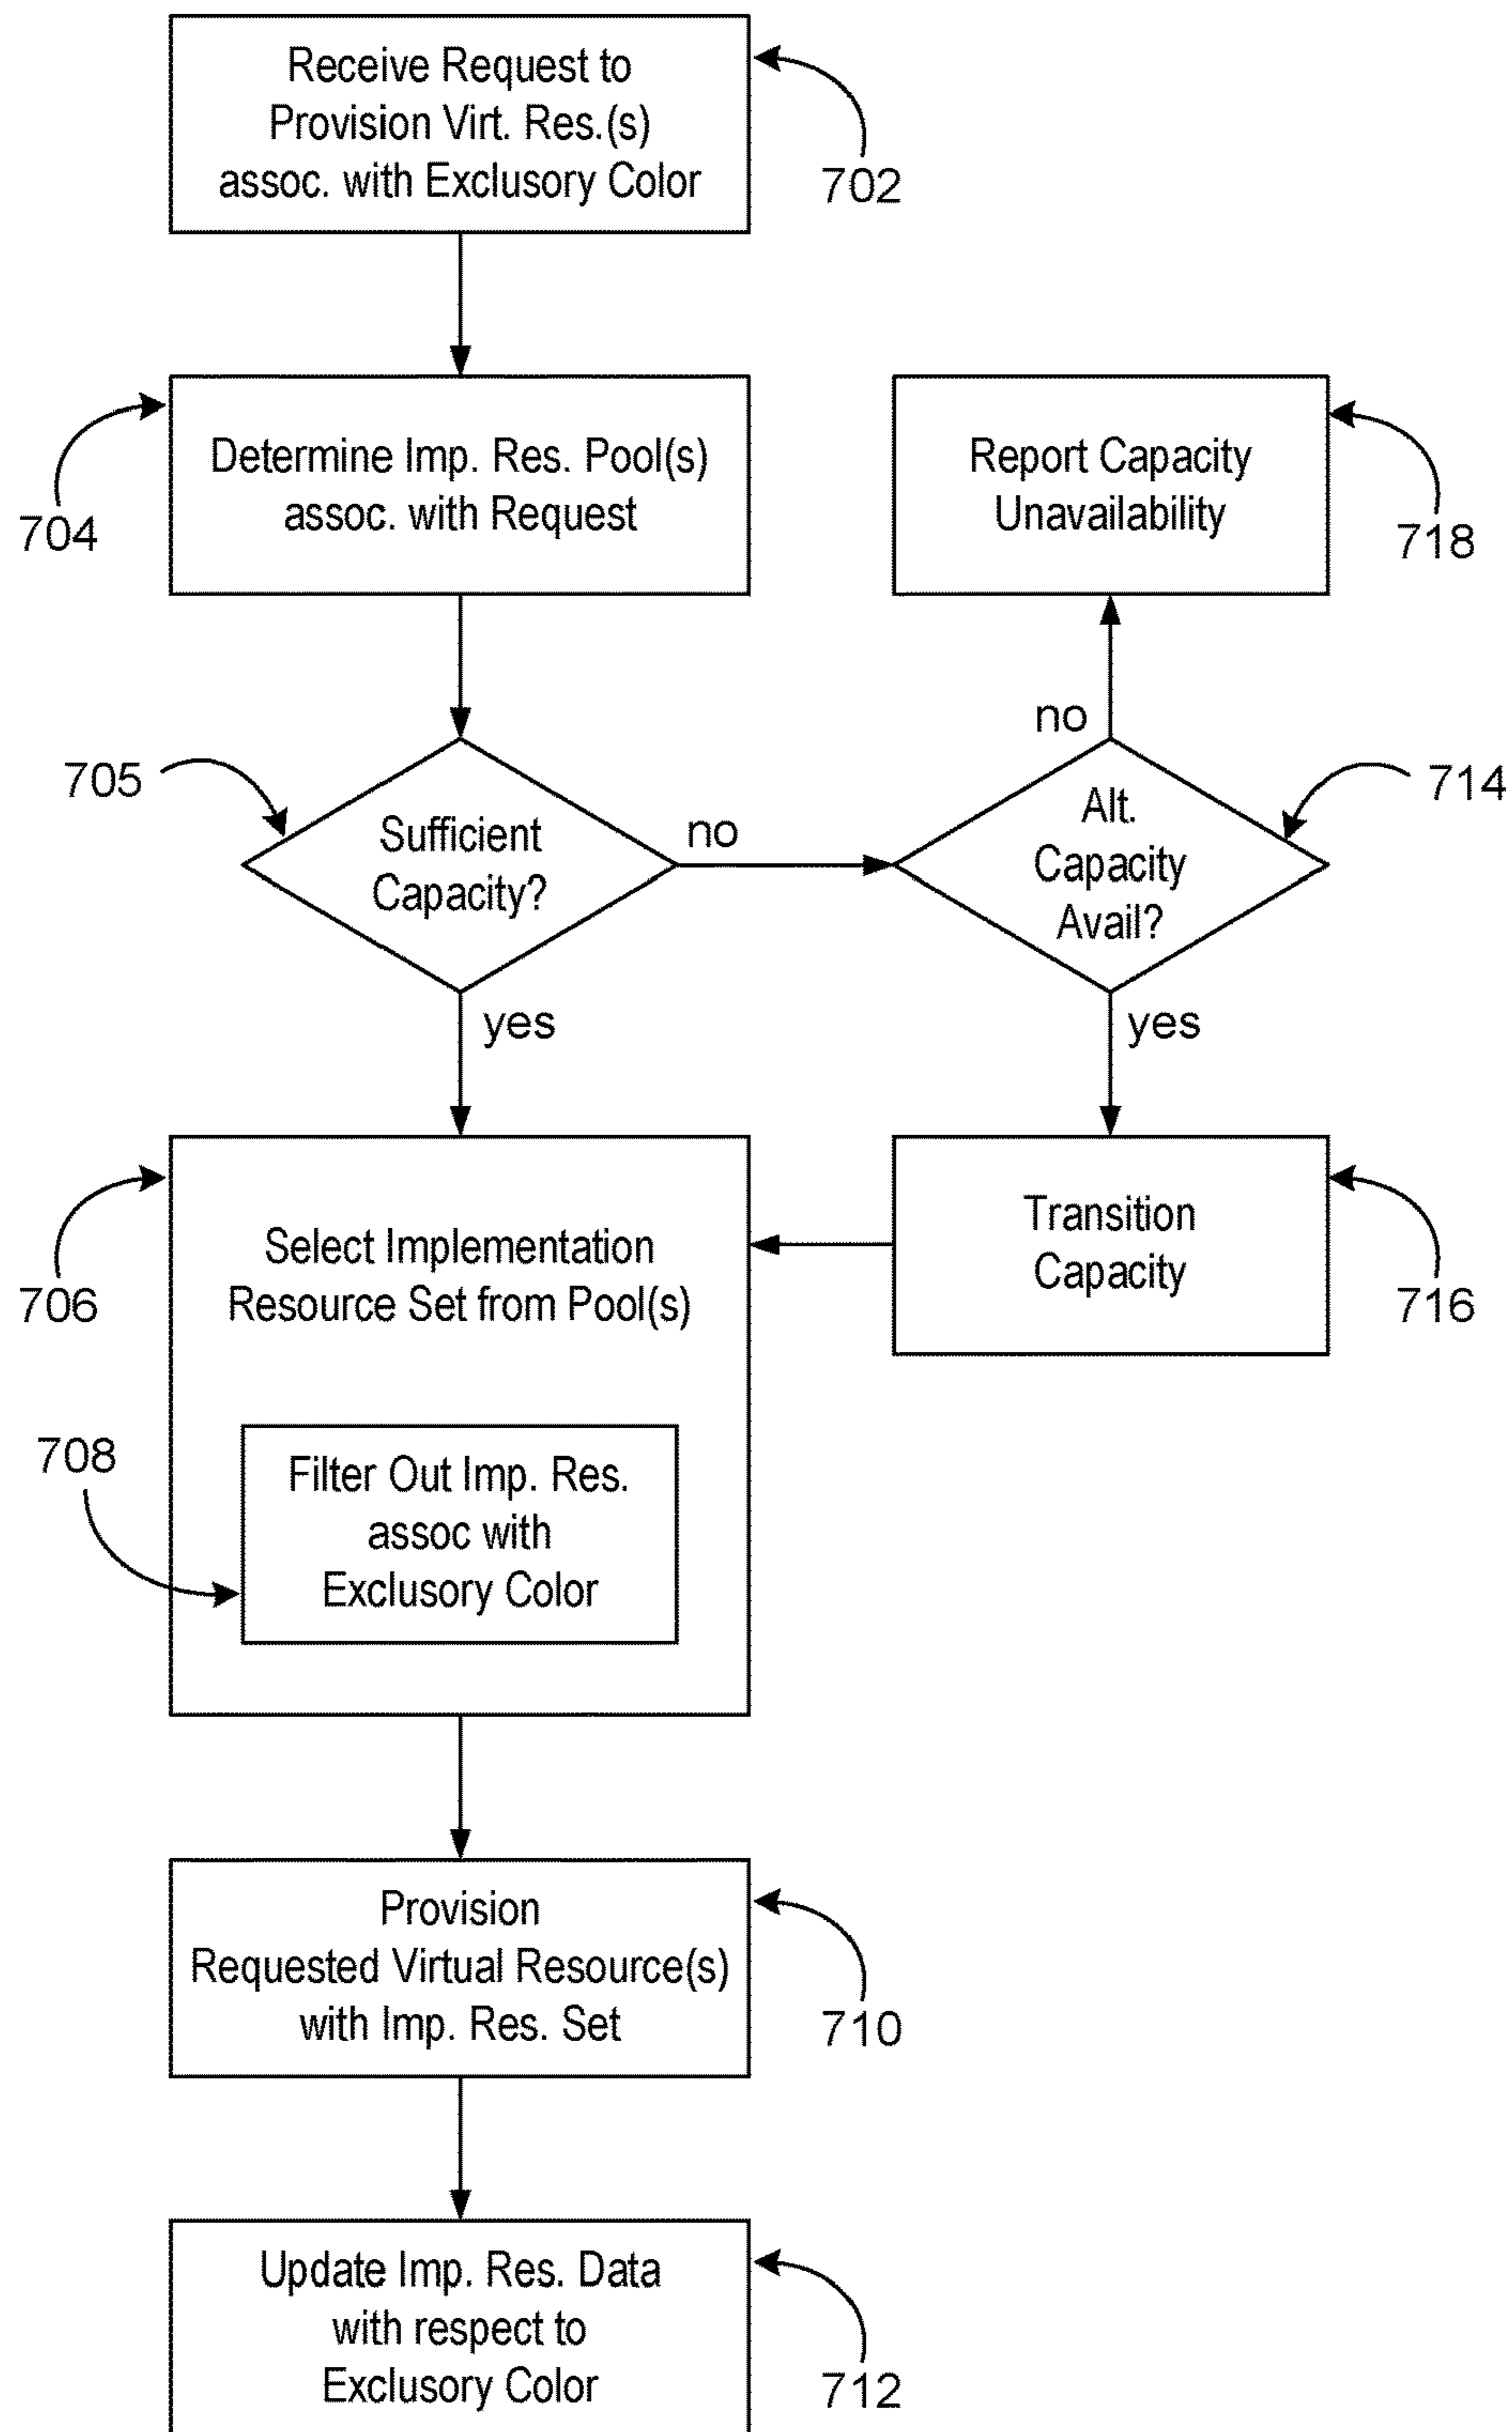 Receive Request to
Provision Virt. Res.(s)
assoc. with Exclusory Color
702
Determine Imp. Res. Pool(s)
assoc. with Request
704
Report Capacity
Unavailability
718
705
Sufficient
Capacity?
no
yes
Alt.
Capacity
Avail?
714
no
yes
706
Select Implementation
Resource Set from Pool(s)
Transition
Capacity
716
708
Filter Out Imp. Res.
assoc with
Exclusory Color
Provision
Requested Virtual Resource(s)
with Imp. Res. Set
710
Update Imp. Res. Data
with respect to
Exclusory Color
712